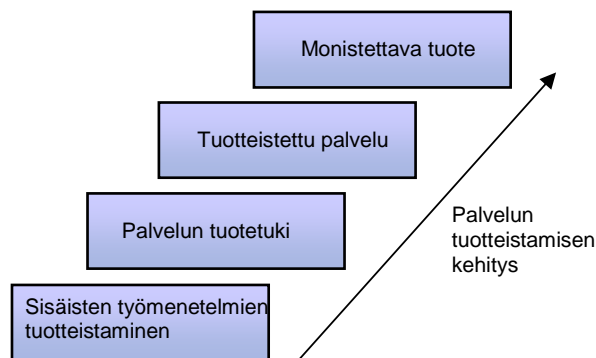 Monistettava tuote
Tuotteistettu palvelu
Palvelun tuotetuki
Sisäisten työmenetelmien
tuotteistaminen
Palvelun
tuotteistamisen
kehitys